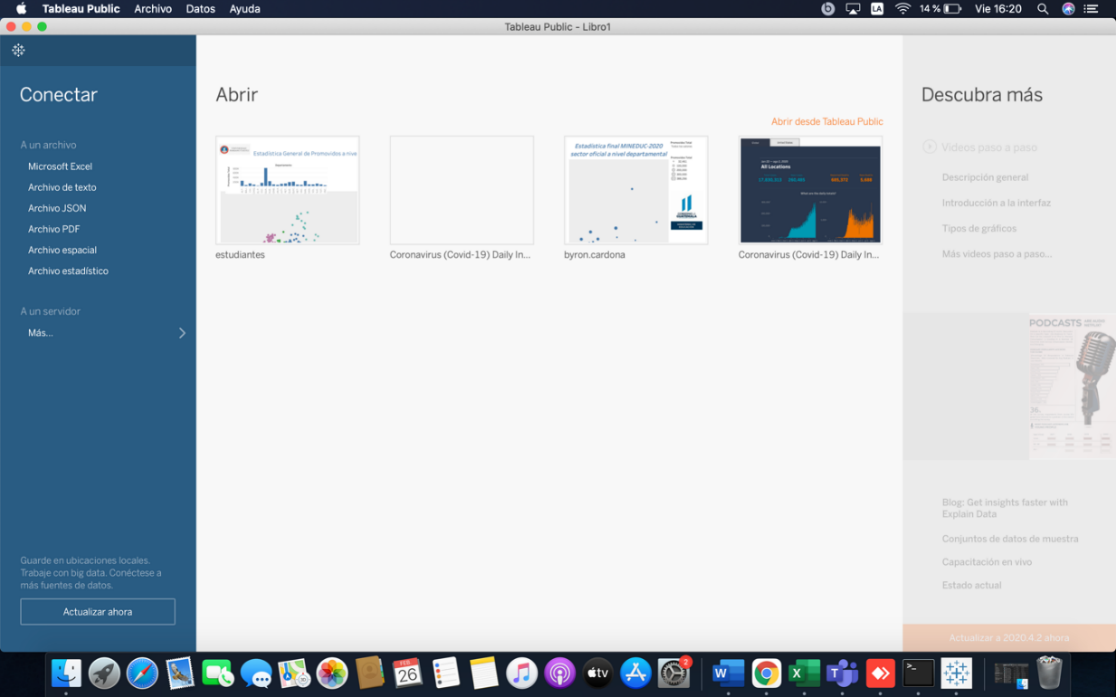 Tableau Public Archivo Datos Ayuda
LA 14 % Vie 16:20
Tableau Public - Libro1
Conectar
A un archivo
Microsoft Excel
Archivo de texto
Archivo JSON
Archivo PDF
Archivo espacial
Archivo estadístico
A un servidor
Más...
Guarde en ubicaciones locales.
Trabaje con big data. Conéctese a
más fuentes de datos.
Actualizar ahora
Abrir
Abrir desde Tableau Public
Estadística General de Promovidos a nive
estudiantes
Coronavirus (Covid-19) Daily In...
Estadística final MINEDUC-2020
sector oficial a nivel departamental
byron.cardona
All Locations
Coronavirus (Covid-19) Daily In...
Descubra más
Videos paso a paso
Descripción general
Introducción a la interfaz
Tipos de gráficos
Más videos paso a paso...
PODCASTS
Blog: Get insights faster with
Explain Data
Conjuntos de datos de muestra
Capacitación en vivo
Estado actual
Actualizar a 2020.4.2 ahora
FEB
26
tv
2
W
X
T